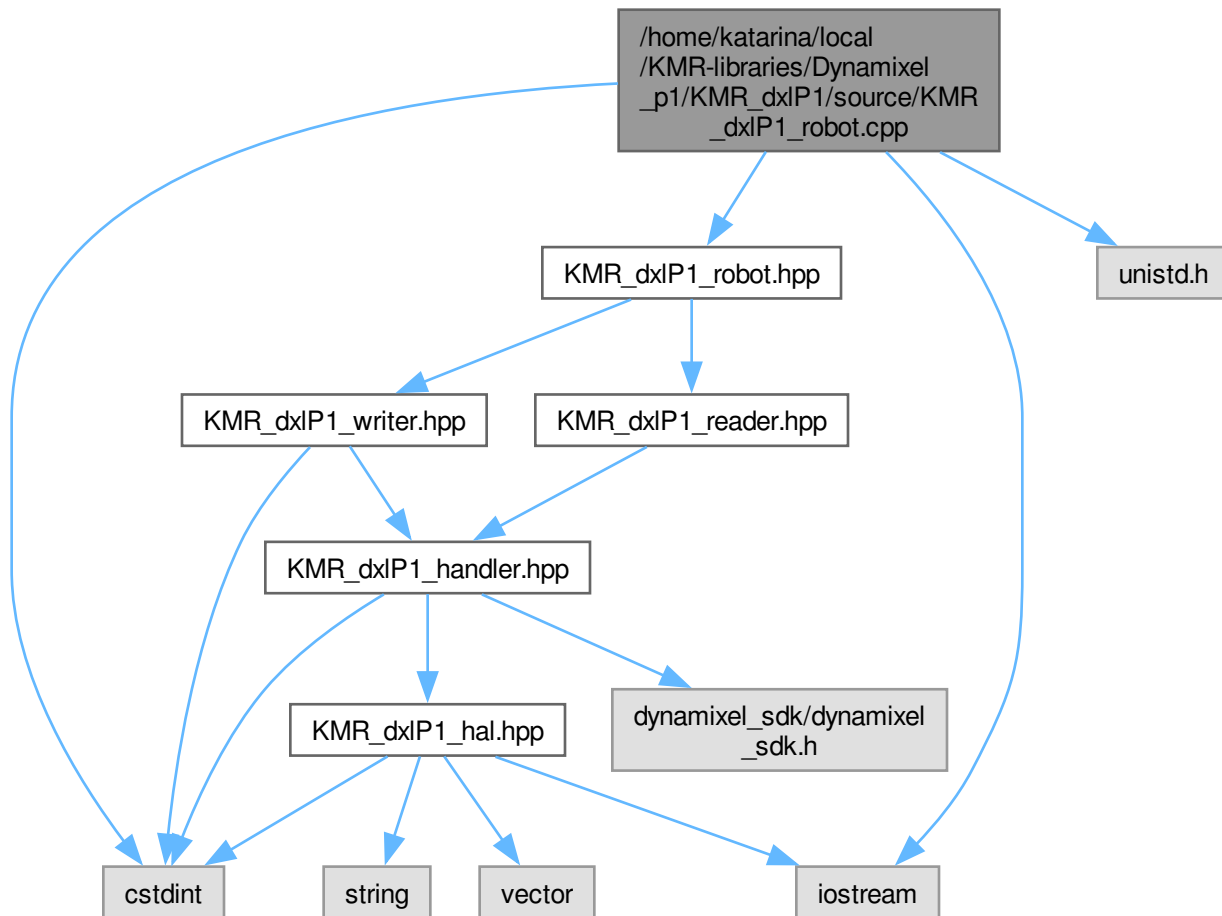 /home/katarina/local
/KMR-libraries/Dynamixel
_p1/KMR_dxlP1/source/KMR
_dxlP1_robot.cpp
KMR_dxlP1_robot.hpp
unistd.h
KMR_dxlP1_writer.hpp
KMR_dxlP1_reader.hpp
KMR_dxlP1_handler.hpp
KMR_dxlP1_hal.hpp
dynamixel_sdk/dynamixel
_sdk.h
cstdint
string
vector
iostream